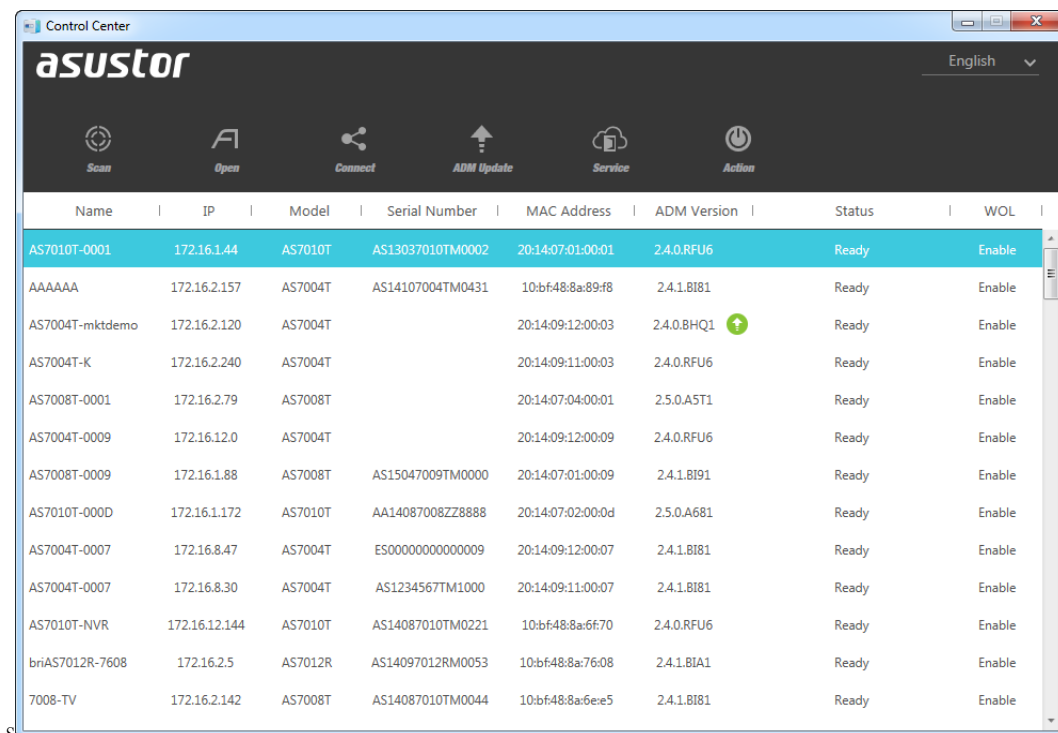 Control Center
asustor
English
Scan Open Connect ADM Update Service Action
Name IP Model Serial Number MAC Address ADM Version Status WOL
AS7010T-0001 172.16.1.44 AS7010T AS13037010TM0002 20:14:07:01:00:01 2.4.0.RFU6 Ready Enable
AAAAAA 172.16.2.157 AS7004T AS14107004TM0431 10:bf:48:8a:89:f8 2.4.1.BI81 Ready Enable
AS7004T-mktdemo 172.16.2.120 AS7004T 20:14:09:12:00:03 2.4.0.BHQ1 Ready Enable
AS7004T-K 172.16.2.240 AS7004T 20:14:09:11:00:03 2.4.0.RFU6 Ready Enable
AS7008T-0001 172.16.2.79 AS7008T 20:14:07:04:00:01 2.5.0.A5T1 Ready Enable
AS7004T-0009 172.16.12.0 AS7004T 20:14:09:12:00:09 2.4.0.RFU6 Ready Enable
AS7008T-0009 172.16.1.88 AS7008T AS15047009TM0000 20:14:07:01:00:09 2.4.1.BI91 Ready Enable
AS7010T-000D 172.16.1.172 AS7010T AA14087008ZZ8888 20:14:07:02:00:0d 2.5.0.A681 Ready Enable
AS7004T-0007 172.16.8.47 AS7004T ES00000000000009 20:14:09:12:00:07 2.4.1.BI81 Ready Enable
AS7004T-0007 172.16.8.30 AS7004T AS1234567TM1000 20:14:09:11:00:07 2.4.1.BI81 Ready Enable
AS7010T-NVR 172.16.12.144 AS7010T AS14087010TM0221 10:bf:48:8a:6f:70 2.4.0.RFU6 Ready Enable
briAS7012R-7608 172.16.2.5 AS7012R AS14097012RM0053 10:bf:48:8a:76:08 2.4.1.BIA1 Ready Enable
7008-TV 172.16.2.142 AS7008T AS14087010TM0044 10:bf:48:8a:6e:e5 2.4.1.BI81 Ready Enable